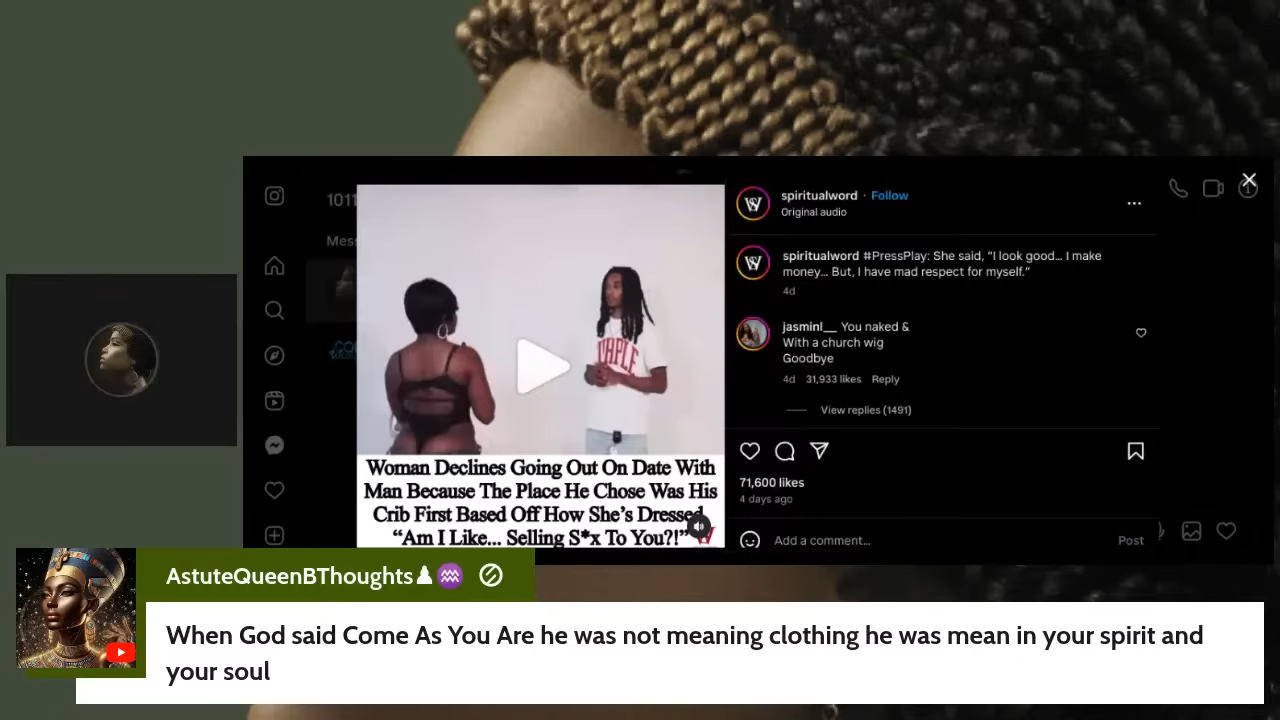 1011
Mess
spiritualword · Follow
Original audio
spiritualword #PressPlay: She said, “I look good... I make
money... But, I have mad respect for myself.”
4d
jasminl__ You naked &
With a church wig
Goodbye
4d 31,933 likes Reply
View replies (1491)
71,600 likes
4 days ago
Add a comment... Post
Woman Declines Going Out On Date With
Man Because The Place He Chose Was His
Crib First Based Off How She’s Dressed
“Am I Like... Selling S*x To You?!”
AstuteQueenBThoughts♟♒
When God said Come As You Are he was not meaning clothing he was mean in your spirit and
your soul